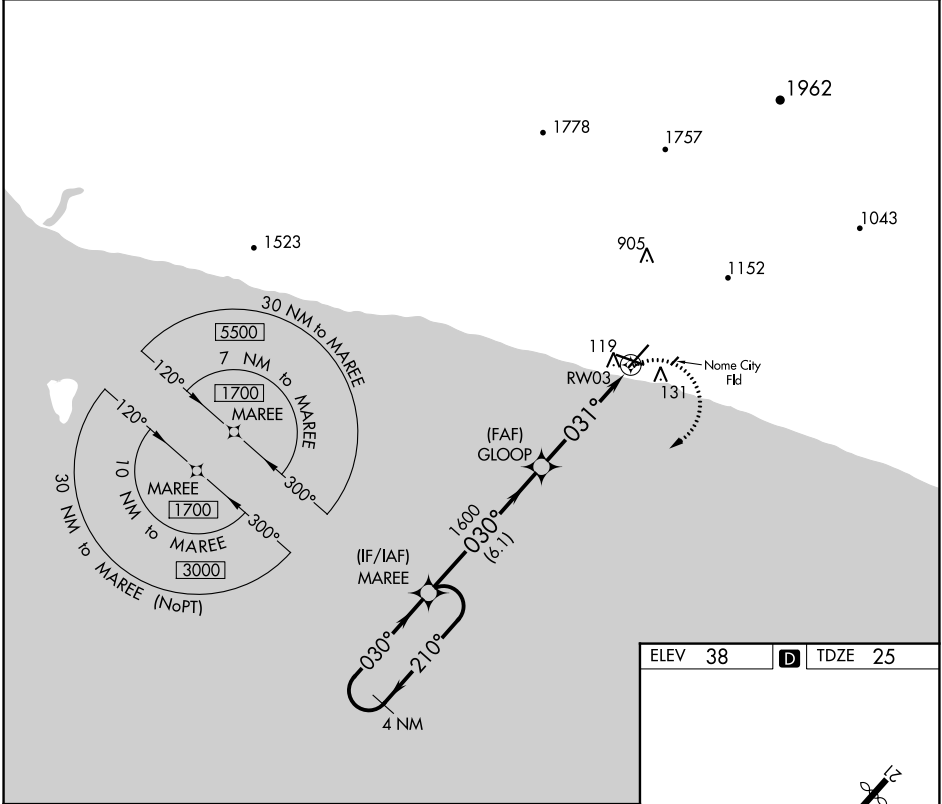 1962
1778
1757
1043
1523
905
1152
30 NM to MAREE
5500
7 NM to MAREE
1700
120°
MAREE
300°
119
RW03
131
Nome City
Fld
031°
(FAF)
GLOOP
120°
MAREE
1700
10 NM to MAREE
300°
3000
30 NM to MAREE (NoPT)
1600
030°
(6.1)
(IF/IAF)
MAREE
030°
210°
4 NM
ELEV 38 D TDZE 25
21